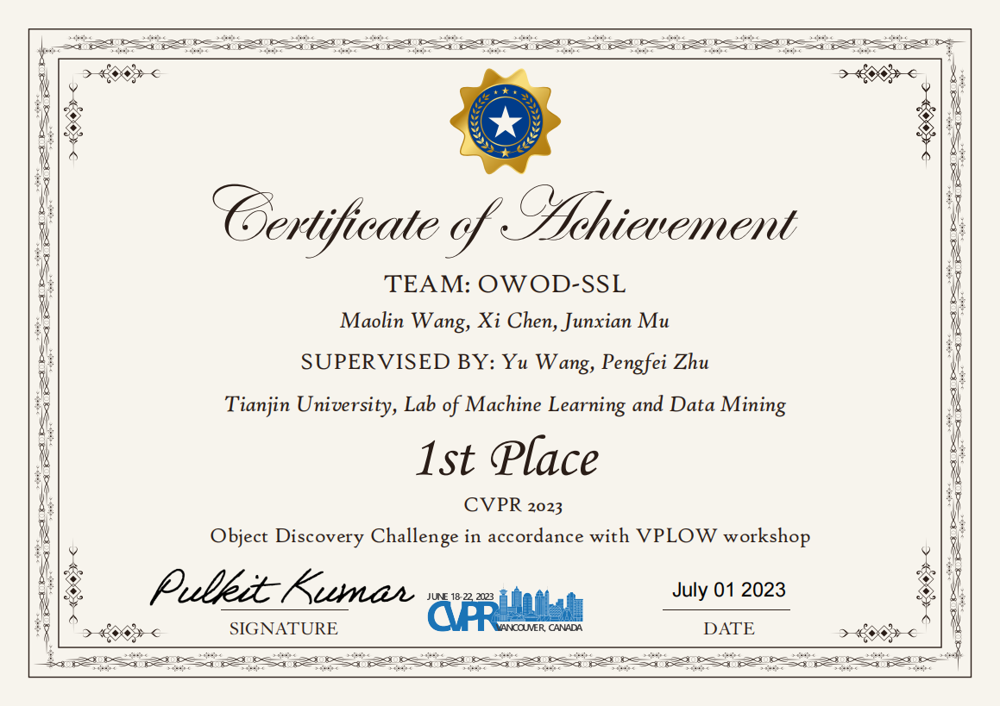 Certificate of Achievement
TEAM: OWOD-SSL
Maolin Wang, Xi Chen, Junxian Mu
SUPERVISED BY: Yu Wang, Pengfei Zhu
Tianjin University, Lab of Machine Learning and Data Mining
1st Place
CVPR 2023
Object Discovery Challenge in accordance with VPLOW workshop
Pulkit Kumar
SIGNATURE
JUNE 18-22, 2023
CVPR
VANCOUVER, CANADA
July 01 2023
DATE